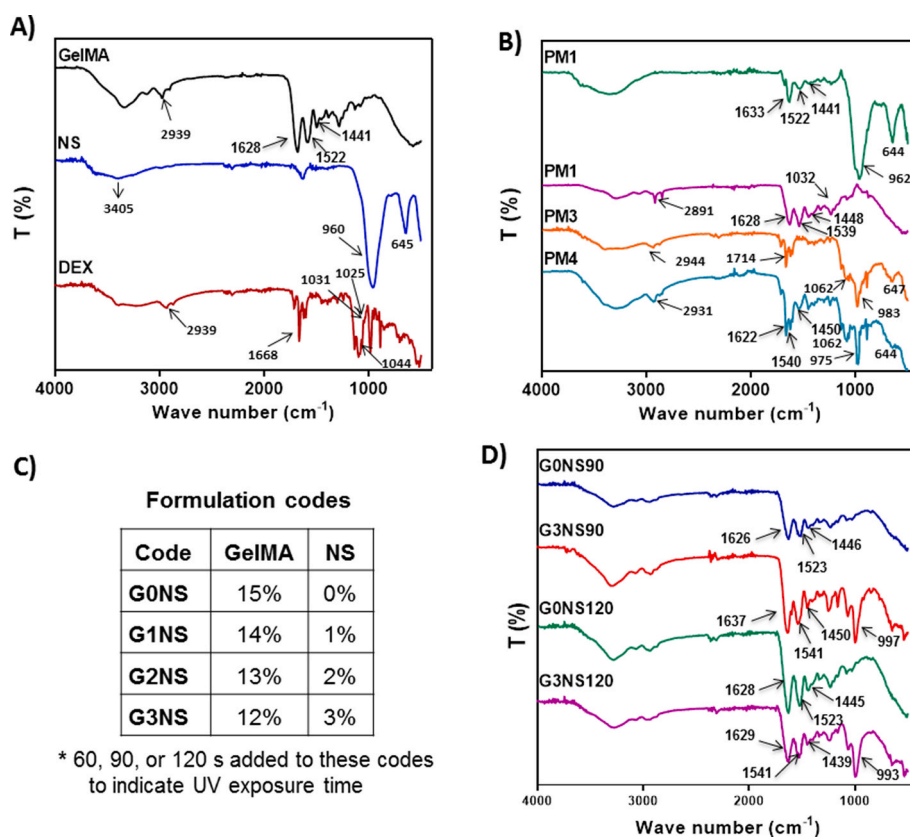 A)
GelMA
2939
1628
1522
1441
NS
3405
960
645
DEX
2939
1668
1031
1025
1044
T (%)
4000 3000 2000 1000
Wave number (cm⁻¹)
B)
PM1
1633
1522
1441
644
962
PM1
2891
1628
1539
1448
1032
PM3
2944
1714
1062
983
647
PM4
2931
1622
1540
1450
1062
975
644
T (%)
4000 3000 2000 1000
Wave number (cm⁻¹)
C)
Formulation codes
Code GelMA NS
G0NS 15% 0%
G1NS 14% 1%
G2NS 13% 2%
G3NS 12% 3%
* 60, 90, or 120 s added to these codes
to indicate UV exposure time
D)
G0NS90
1626
1523
1446
G3NS90
1637
1541
1450
997
G0NS120
1628
1523
1445
G3NS120
1629
1541
1439
993
T (%)
4000 3000 2000 1000
Wave number (cm⁻¹)